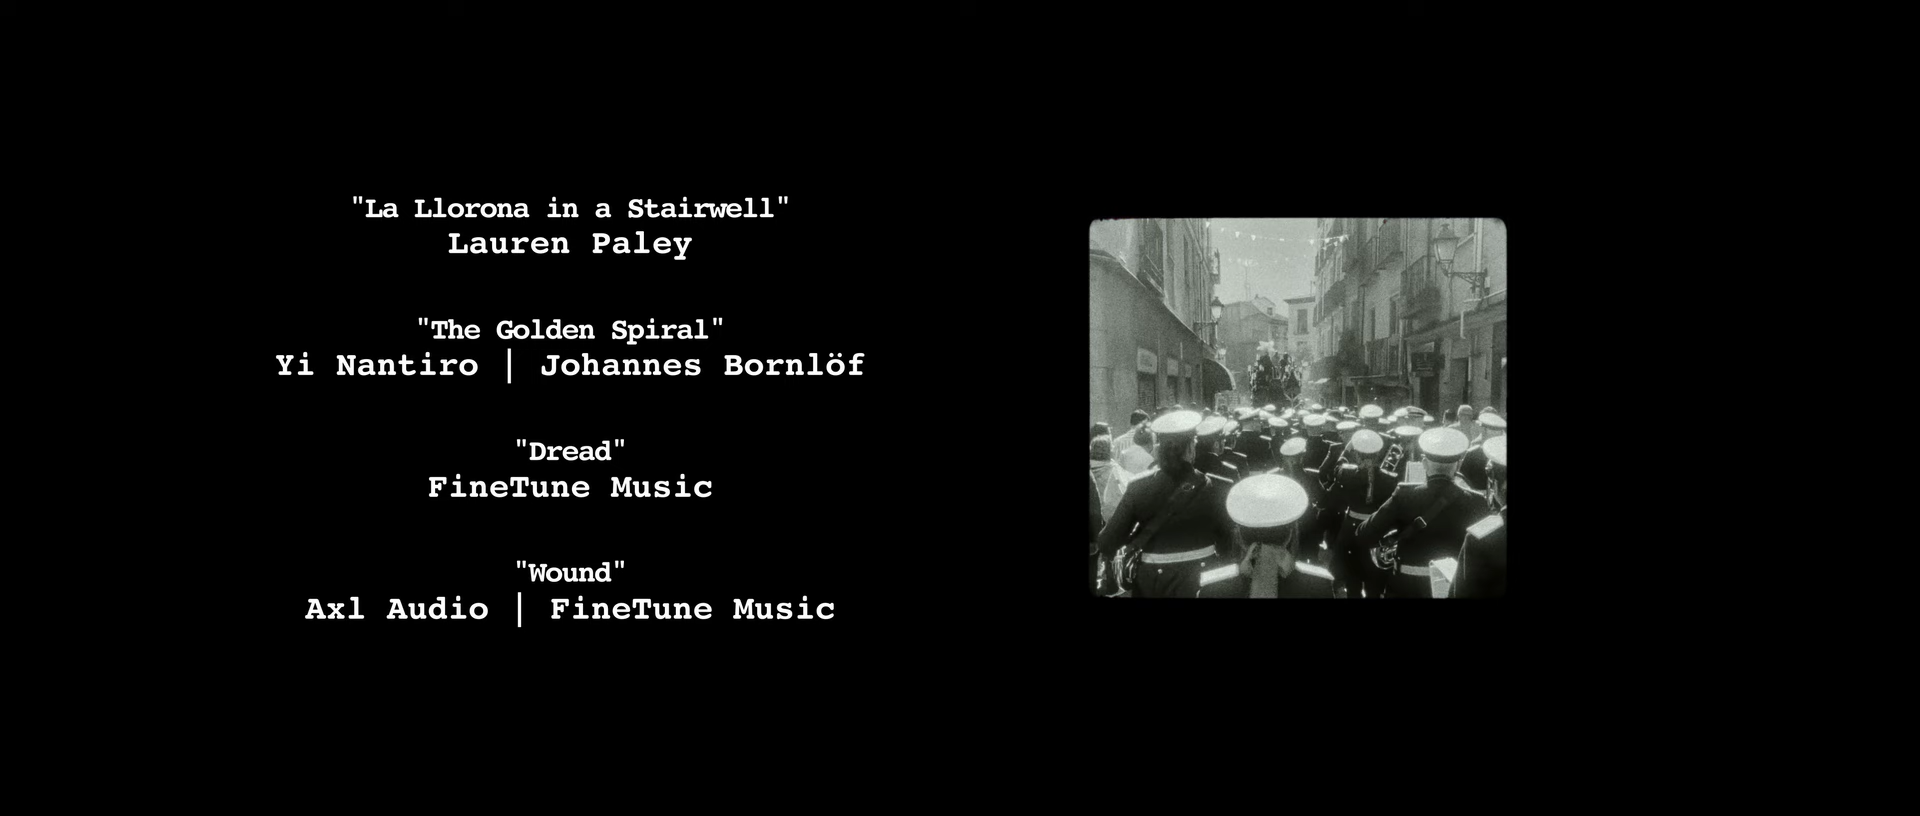 "La Llorona in a Stairwell"
Lauren Paley
"The Golden Spiral"
Yi Nantiro | Johannes Bornlöf
"Dread"
FineTune Music
"Wound"
Axl Audio | FineTune Music